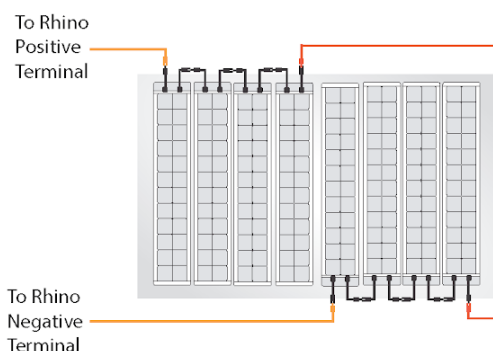 To Rhino
Positive
Terminal
To Rhino
Negative
Terminal